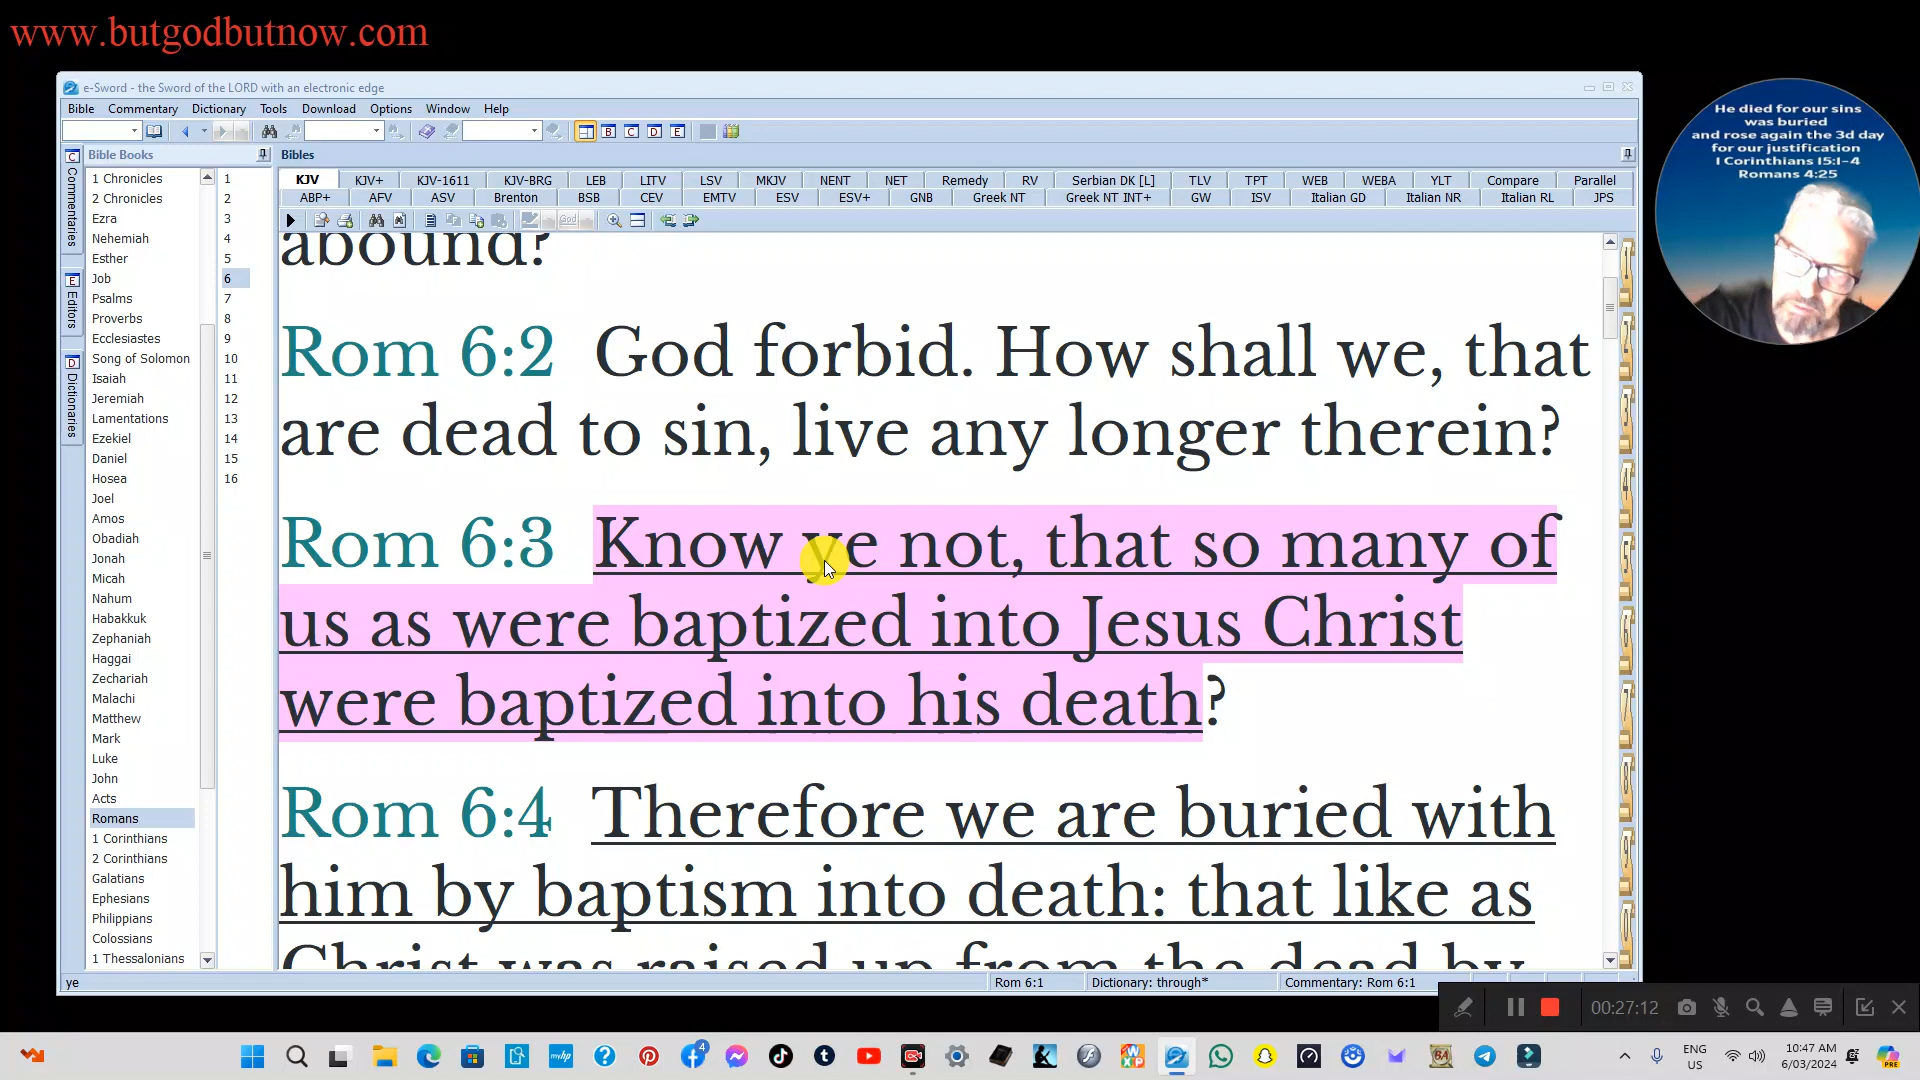 www.butgodbutnow.com
e-Sword - the Sword of the LORD with an electronic edge
Bible Commentary Dictionary Tools Download Options Window Help
Bible Books
Bibles
KJV KJV+ KJV-1611 KJV-BRG LEB LITV LSV MKJV NENT NET Remedy RV Serbian DK [L] TLV TPT WEB WEBA YLT Compare Parallel
ABP+ AFV ASV Brenton BSB CEV EMTV ESV ESV+ GNB Greek NT Greek NT INT+ GW ISV Italian GD Italian NR Italian RL JPS
Commentaries
Editors
Dictionaries
1 Chronicles
2 Chronicles
Ezra
Nehemiah
Esther
Job
Psalms
Proverbs
Ecclesiastes
Song of Solomon
Isaiah
Jeremiah
Lamentations
Ezekiel
Daniel
Hosea
Joel
Amos
Obadiah
Jonah
Micah
Nahum
Habakkuk
Zephaniah
Haggai
Zechariah
Malachi
Matthew
Mark
Luke
John
Acts
Romans
1 Corinthians
2 Corinthians
Galatians
Ephesians
Philippians
Colossians
1 Thessalonians
1
2
3
4
5
6
7
8
9
10
11
12
13
14
15
16
abound?
Rom 6:2 God forbid. How shall we, that
are dead to sin, live any longer therein?
Rom 6:3 Know ye not, that so many of
us as were baptized into Jesus Christ
were baptized into his death?
Rom 6:4 Therefore we are buried with
him by baptism into death: that like as
Christ was raised up from the dead by
He died for our sins
was buried
and rose again the 3d day
for our justification
1 Corinthians 15:1-4
Romans 4:25
ye
Rom 6:1
Dictionary: through*
Commentary: Rom 6:1
00:27:12
ENG
US
10:47 AM
6/03/2024